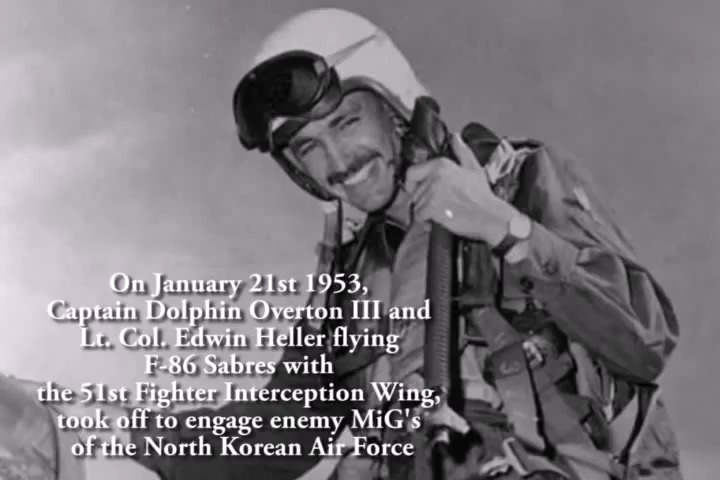 On January 21st 1953,
Captain Dolphin Overton III and
Lt. Col. Edwin Heller flying
F-86 Sabres with
the 51st Fighter Interception Wing,
took off to engage enemy MiG's
of the North Korean Air Force